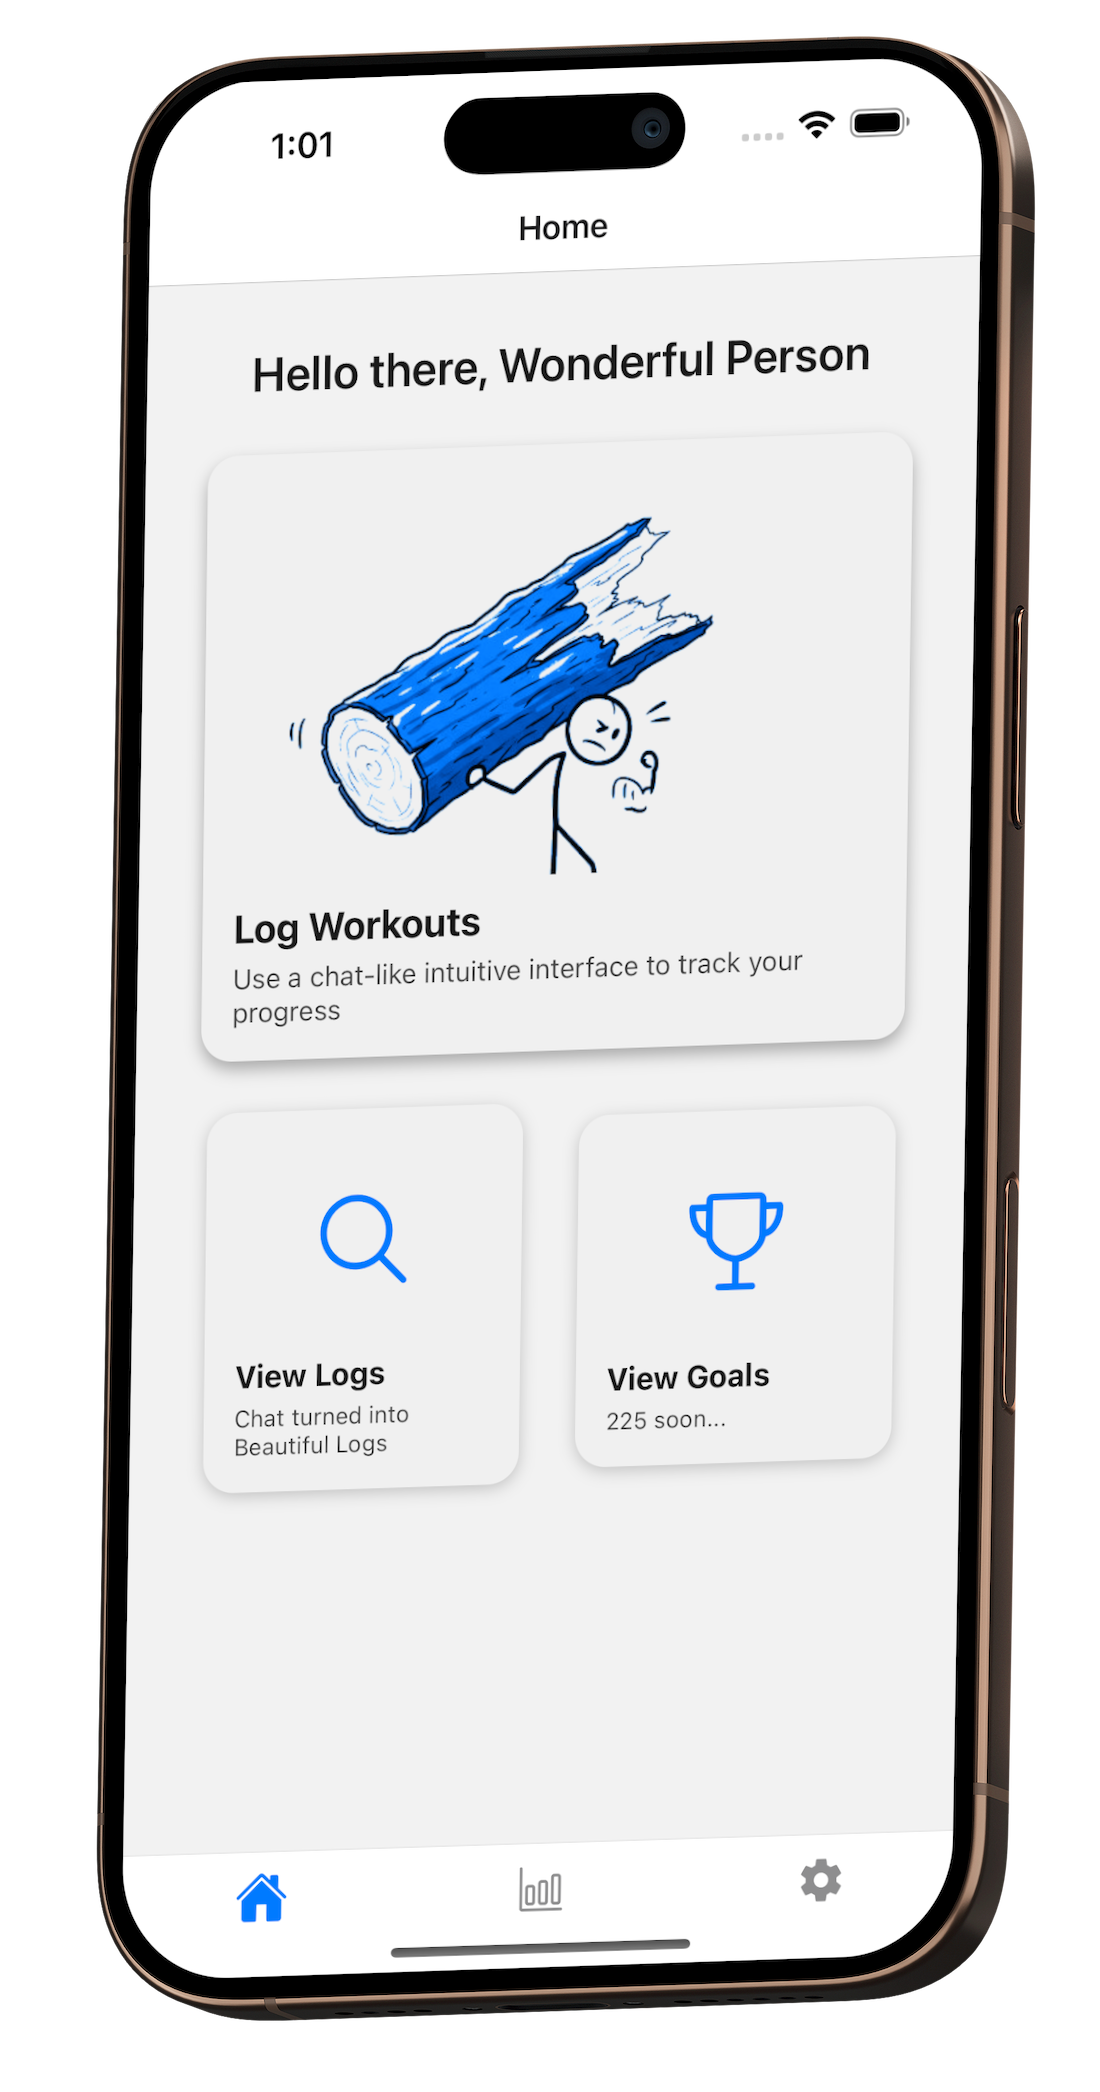 1:01
Home
Hello there, Wonderful Person
Log Workouts
Use a chat-like intuitive interface to track your
progress
View Logs
Chat turned into
Beautiful Logs
View Goals
225 soon...